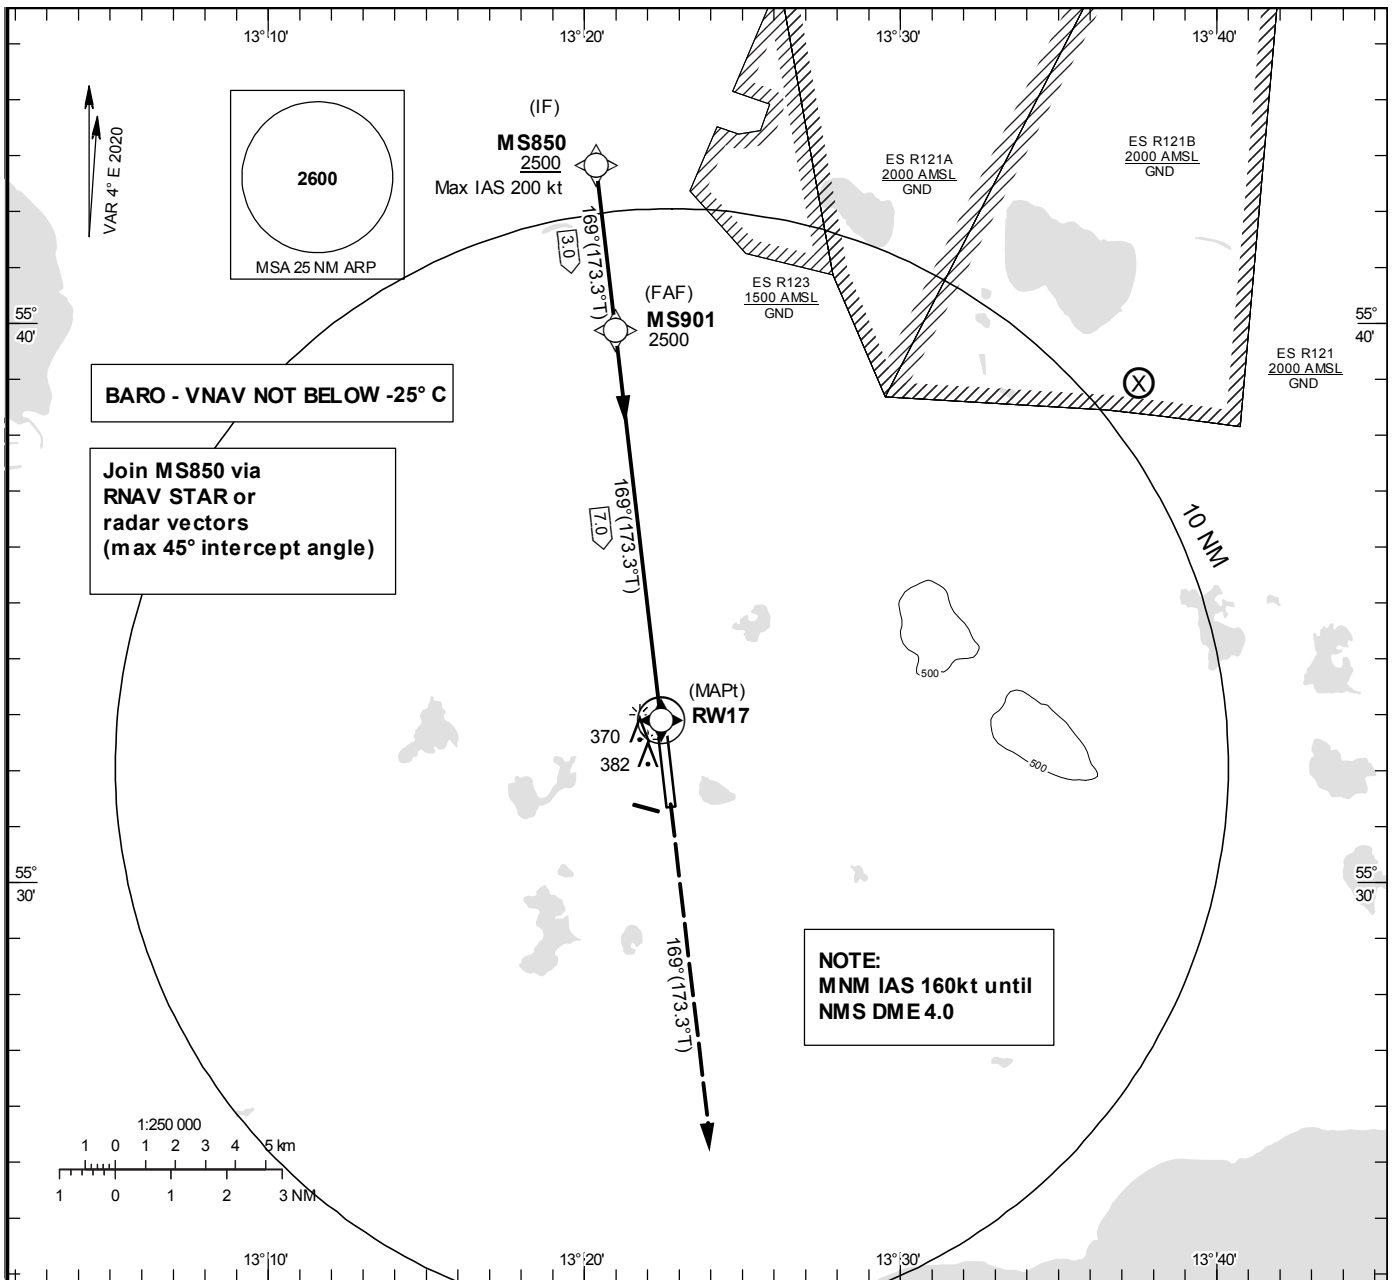 13°10'
13°20'
13°30'
13°40'
VAR 4° E 2020
2600
MSA 25 NM ARP
(IF)
MS850
2500
Max IAS 200 kt
169°(173.3°T)
3.0
(FAF)
MS901
2500
ES R121A
2000 AMSL
GND
ES R121B
2000 AMSL
GND
ES R123
1500 AMSL
GND
ES R121
2000 AMSL
GND
X
55°
40'
55°
40'
BARO - VNAV NOT BELOW -25° C
Join MS850 via
RNAV STAR or
radar vectors
(max 45° intercept angle)
169°(173.3°T)
7.0
10 NM
500
500
(MAPt)
RW17
370
382
55°
30'
55°
30'
169°(173.3°T)
NOTE:
MNM IAS 160kt until
NMS DME 4.0
1:250 000
1 0 1 2 3 4 5 km
1 0 1 2 3 NM
13°10'
13°20'
13°30'
13°40'